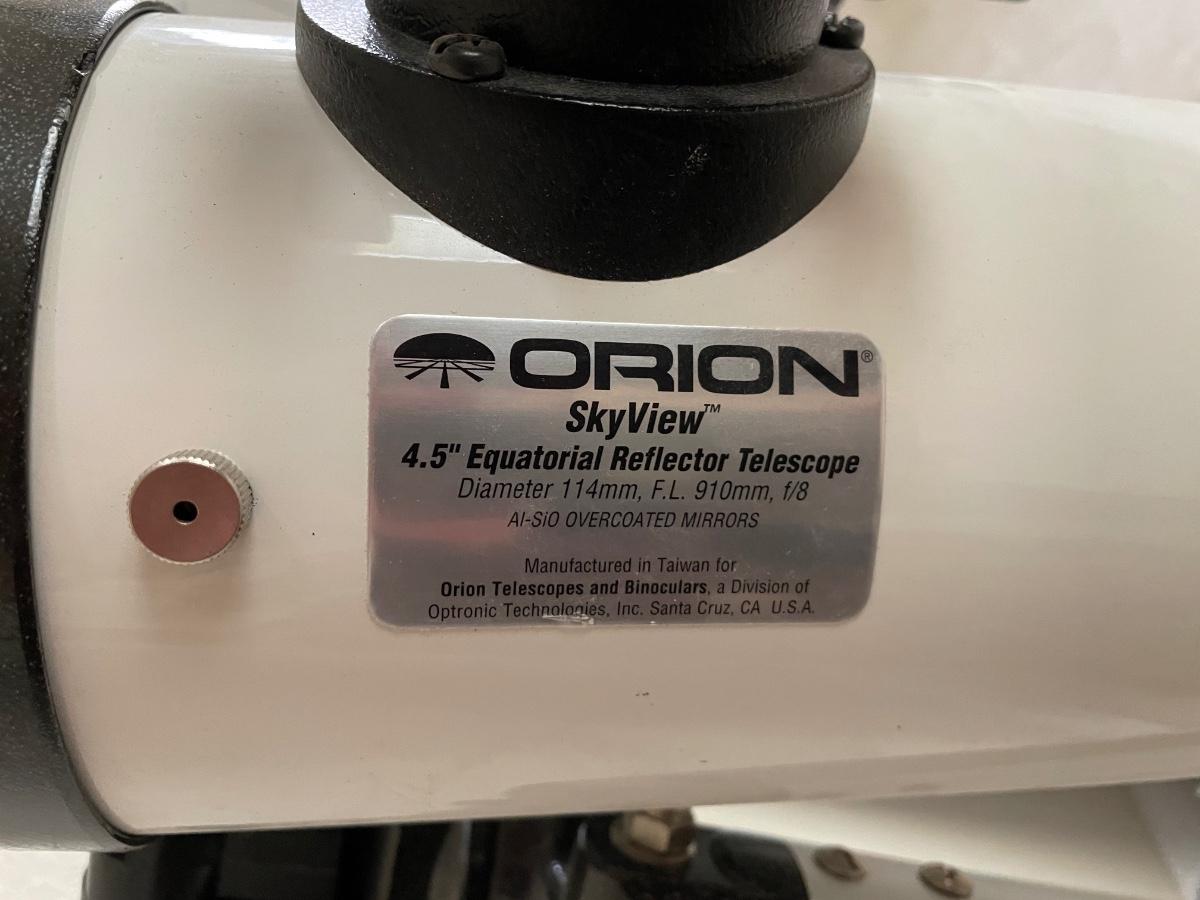 ORION®
SkyView™
4.5" Equatorial Reflector Telescope
Diameter 114mm, F.L. 910mm, f/8
Al-SiO OVERCOATED MIRRORS
Manufactured in Taiwan for
Orion Telescopes and Binoculars, a Division of
Optronic Technologies, Inc. Santa Cruz, CA U.S.A.